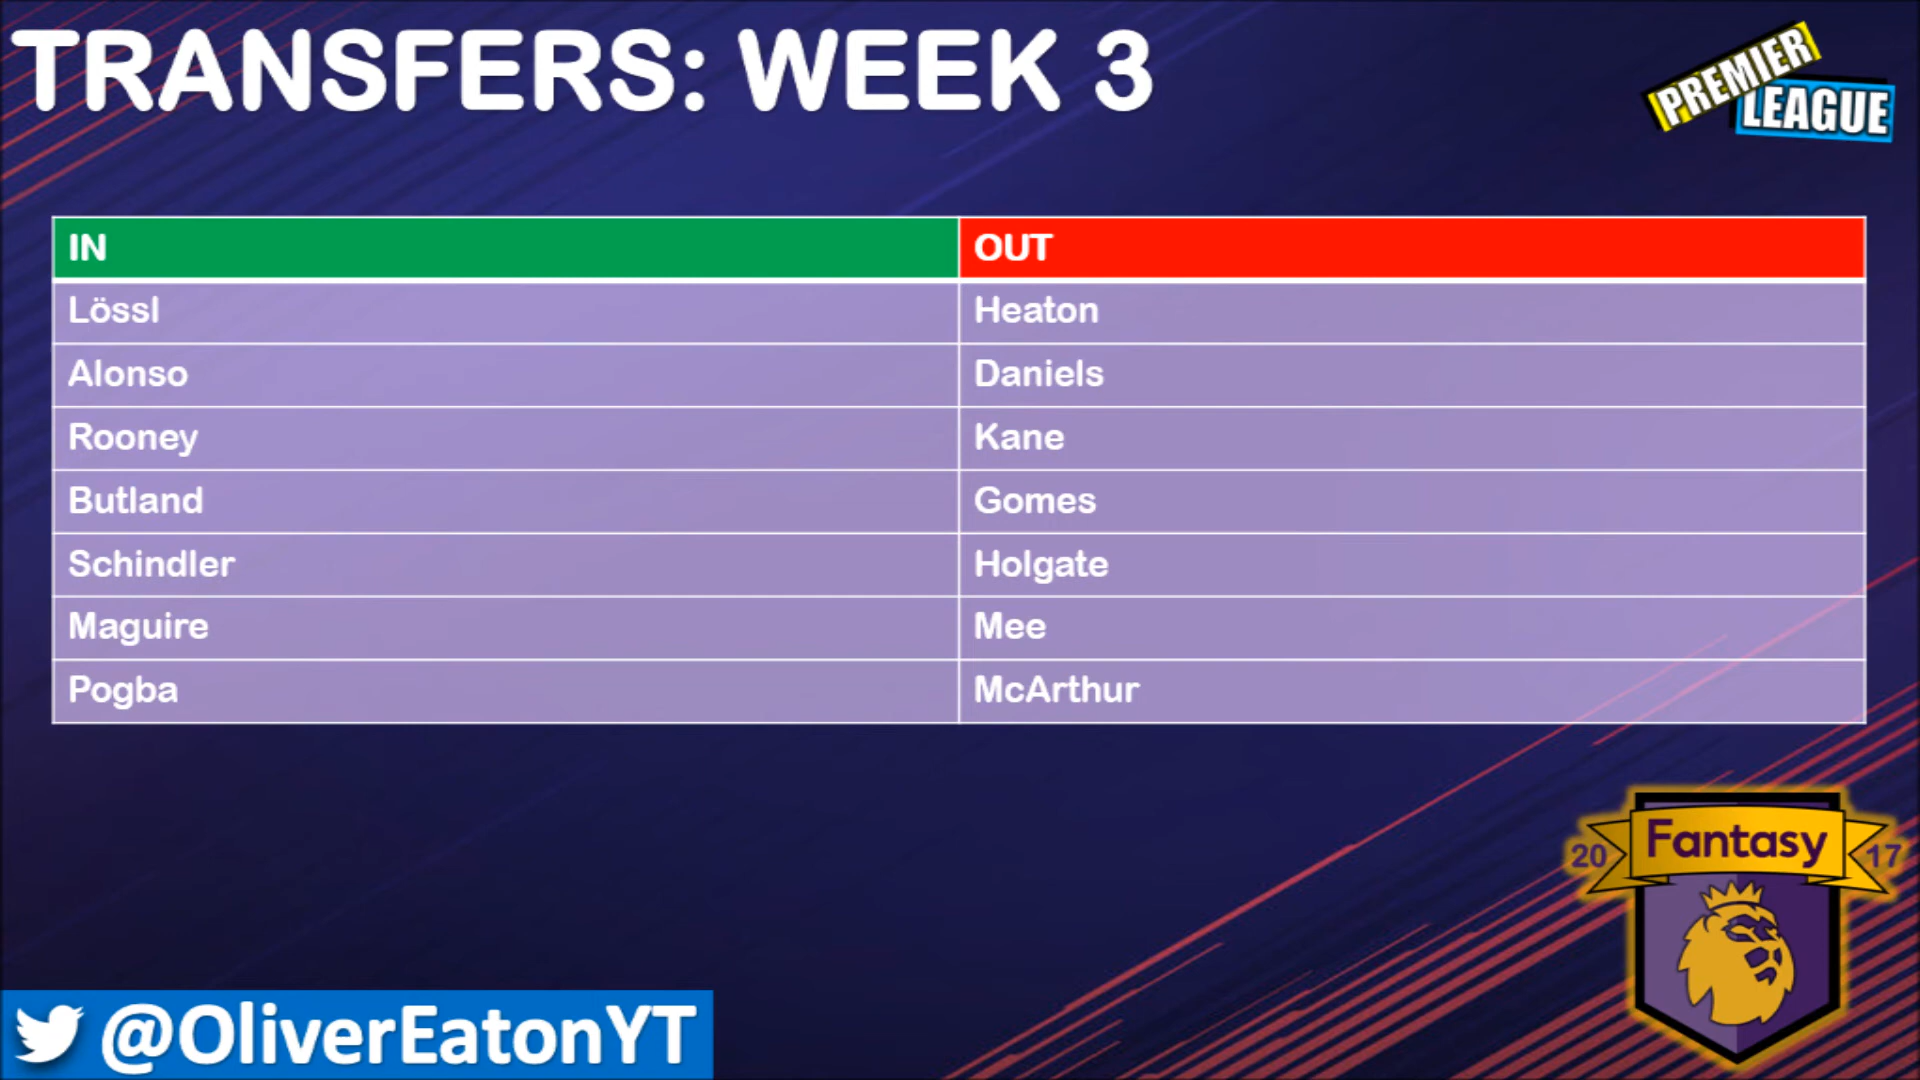 TRANSFERS: WEEK 3
PREMIER
LEAGUE
IN OUT
Lössl Heaton
Alonso Daniels
Rooney Kane
Butland Gomes
Schindler Holgate
Maguire Mee
Pogba McArthur
Fantasy
20 17
@OliverEatonYT